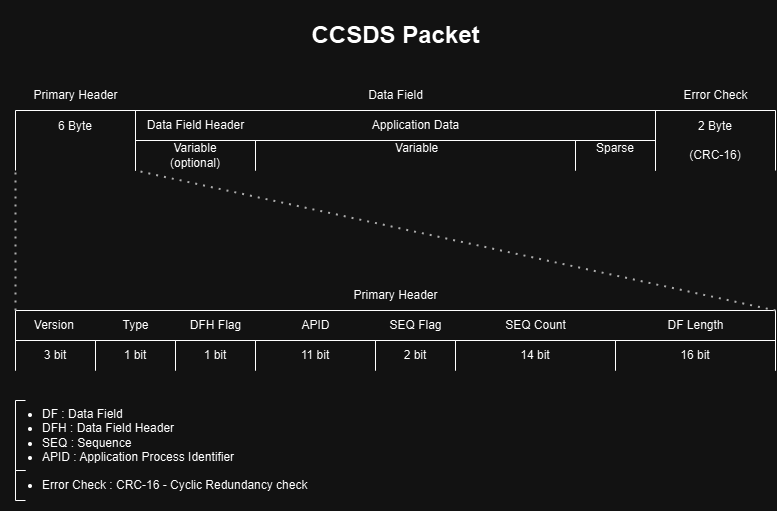 CCSDS Packet
Primary Header Data Field Error Check
6 Byte Data Field Header Application Data 2 Byte
Variable Variable Sparse
(optional) (CRC-16)
Primary Header
Version Type DFH Flag APID SEQ Flag SEQ Count DF Length
3 bit 1 bit 1 bit 11 bit 2 bit 14 bit 16 bit
• DF : Data Field
• DFH : Data Field Header
• SEQ : Sequence
• APID : Application Process Identifier
• Error Check : CRC-16 - Cyclic Redundancy check